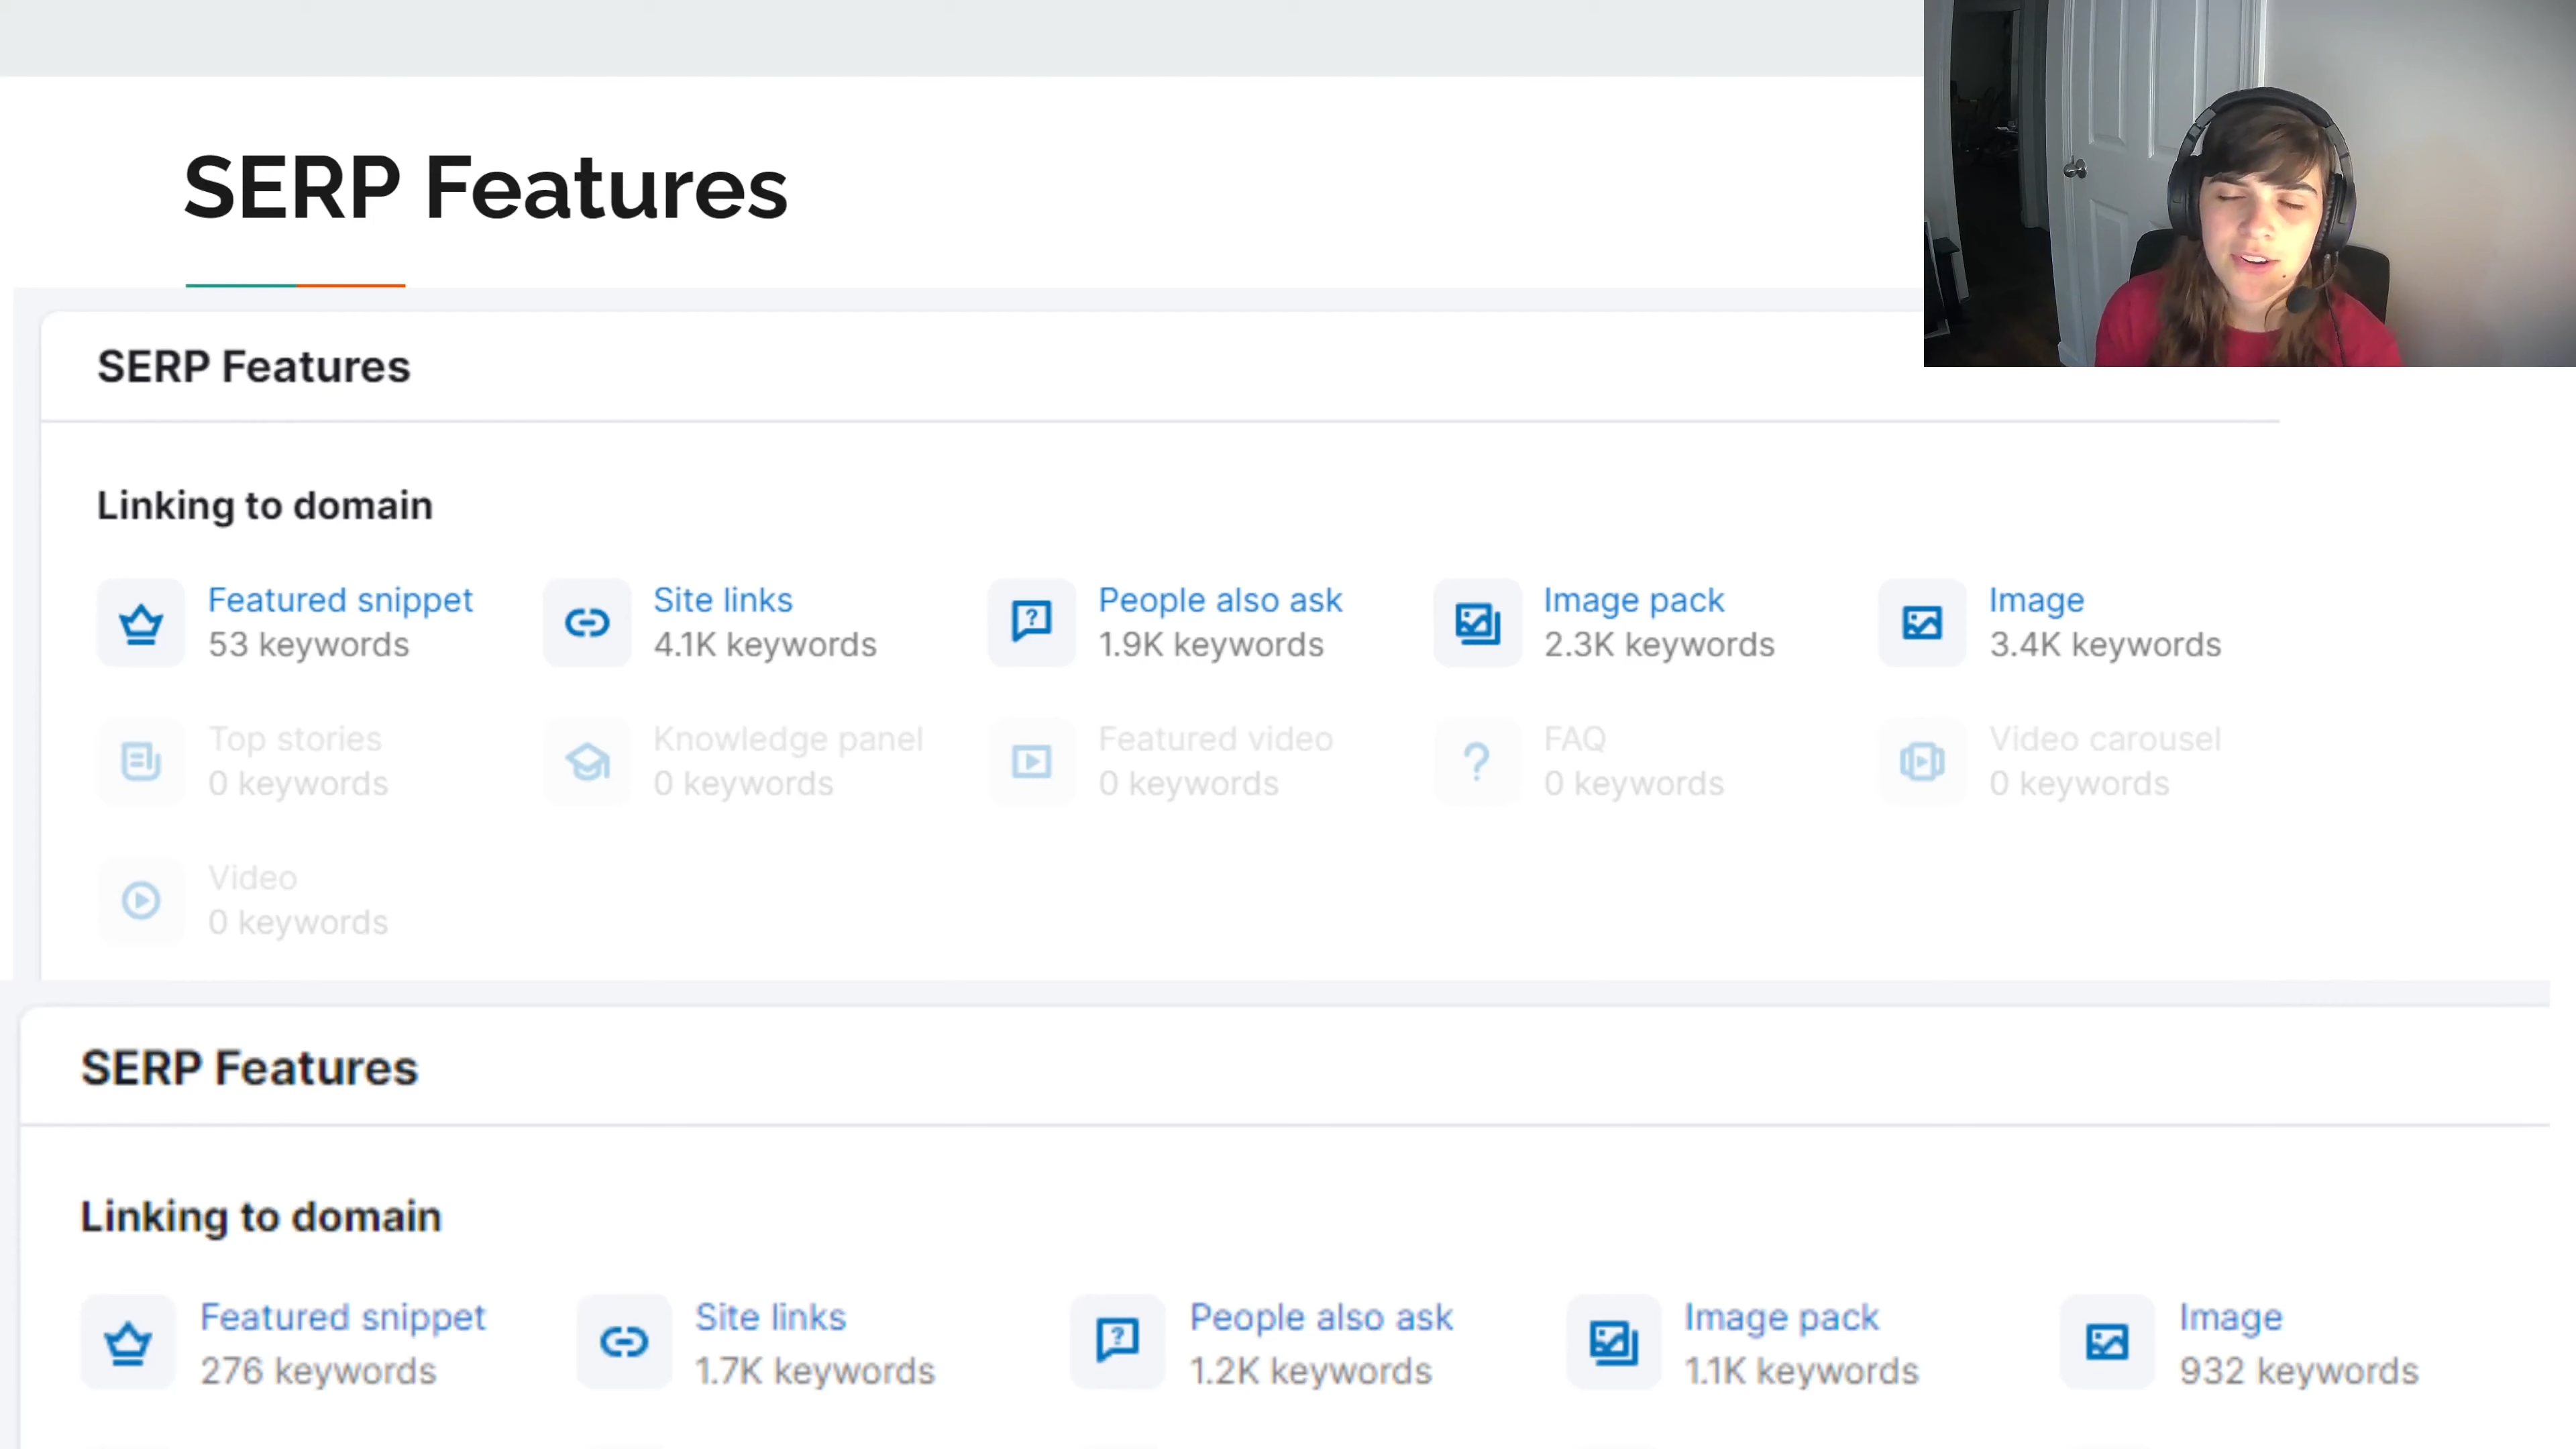 SERP Features
SERP Features
Linking to domain
Featured snippet
53 keywords
Site links
4.1K keywords
People also ask
1.9K keywords
Image pack
2.3K keywords
Image
3.4K keywords
Top stories
0 keywords
Knowledge panel
0 keywords
Featured video
0 keywords
FAQ
0 keywords
Video carousel
0 keywords
Video
0 keywords
SERP Features
Linking to domain
Featured snippet
276 keywords
Site links
1.7K keywords
People also ask
1.2K keywords
Image pack
1.1K keywords
Image
932 keywords